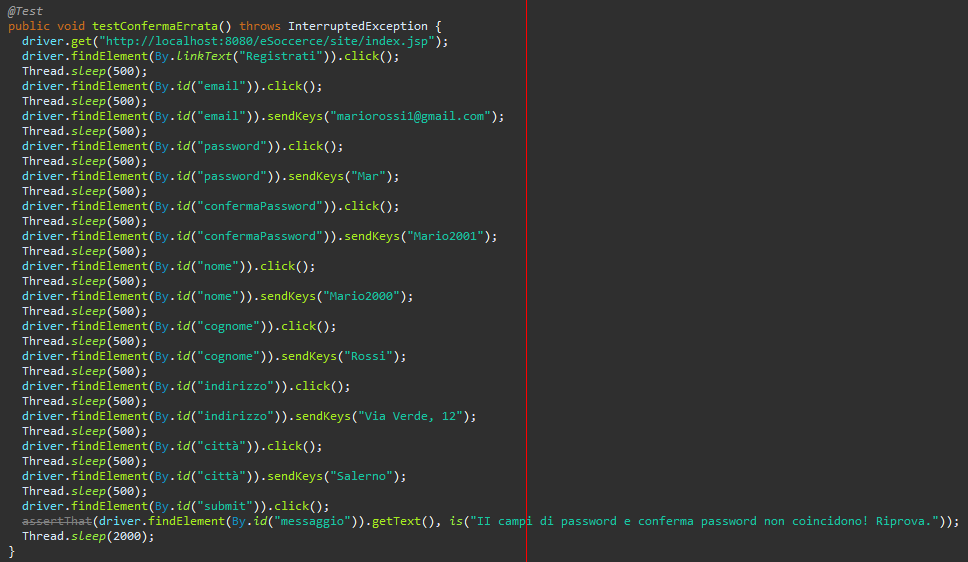 @Test
public void testConfermaErrata() throws InterruptedException {
driver.get("http://localhost:8080/eSoccerce/site/index.jsp");
driver.findElement(By.linkText("Registrati")).click();
Thread.sleep(500);
driver.findElement(By.id("email")).click();
Thread.sleep(500);
driver.findElement(By.id("email")).sendKeys("mariorossi1@gmail.com");
Thread.sleep(500);
driver.findElement(By.id("password")).click();
Thread.sleep(500);
driver.findElement(By.id("password")).sendKeys("Mar");
Thread.sleep(500);
driver.findElement(By.id("confermaPassword")).click();
Thread.sleep(500);
driver.findElement(By.id("confermaPassword")).sendKeys("Mario2001");
Thread.sleep(500);
driver.findElement(By.id("nome")).click();
Thread.sleep(500);
driver.findElement(By.id("nome")).sendKeys("Mario2000");
Thread.sleep(500);
driver.findElement(By.id("cognome")).click();
Thread.sleep(500);
driver.findElement(By.id("cognome")).sendKeys("Rossi");
Thread.sleep(500);
driver.findElement(By.id("indirizzo")).click();
Thread.sleep(500);
driver.findElement(By.id("indirizzo")).sendKeys("Via Verde, 12");
Thread.sleep(500);
driver.findElement(By.id("città")).click();
Thread.sleep(500);
driver.findElement(By.id("città")).sendKeys("Salerno");
Thread.sleep(500);
driver.findElement(By.id("submit")).click();
assertThat(driver.findElement(By.id("messaggio")).getText(), is("II campi di password e conferma password non coincidono! Riprova."));
Thread.sleep(2000);
}